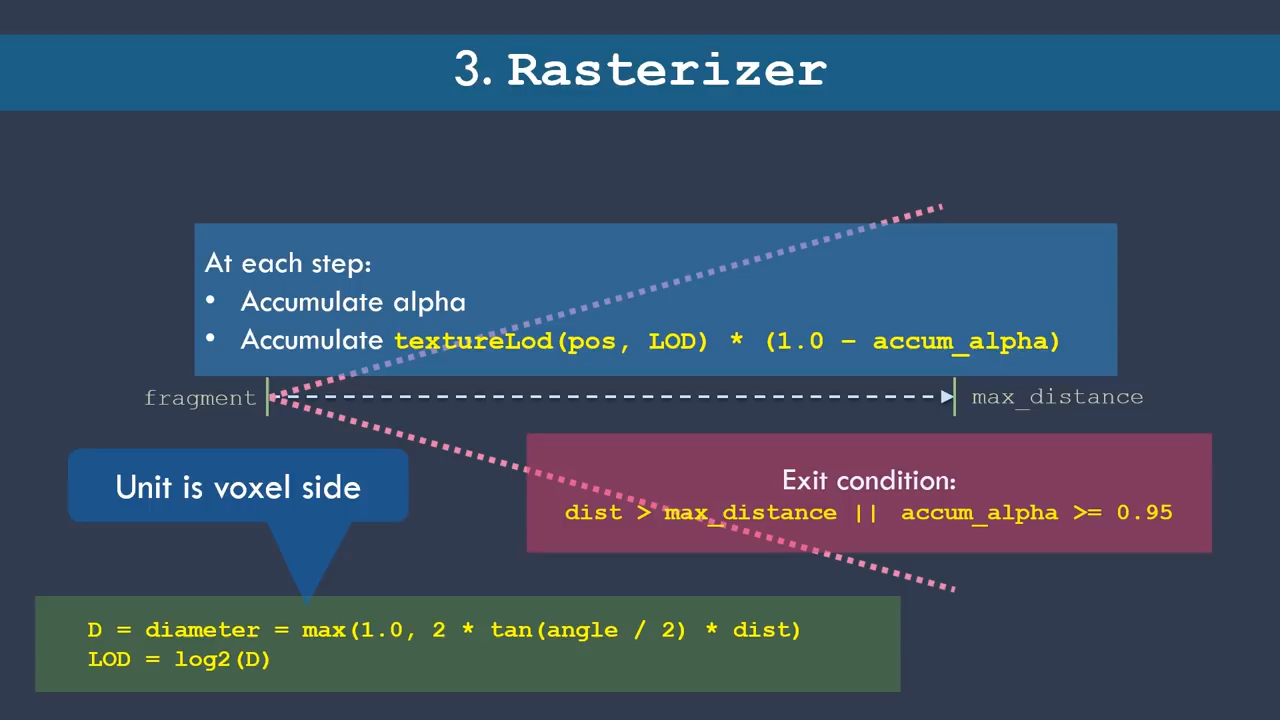 3. Rasterizer
At each step:
• Accumulate alpha
• Accumulate textureLod(pos, LOD) * (1.0 – accum_alpha)
fragment
max_distance
Unit is voxel side
Exit condition:
dist > max_distance || accum_alpha >= 0.95
D = diameter = max(1.0, 2 * tan(angle / 2) * dist)
LOD = log2(D)